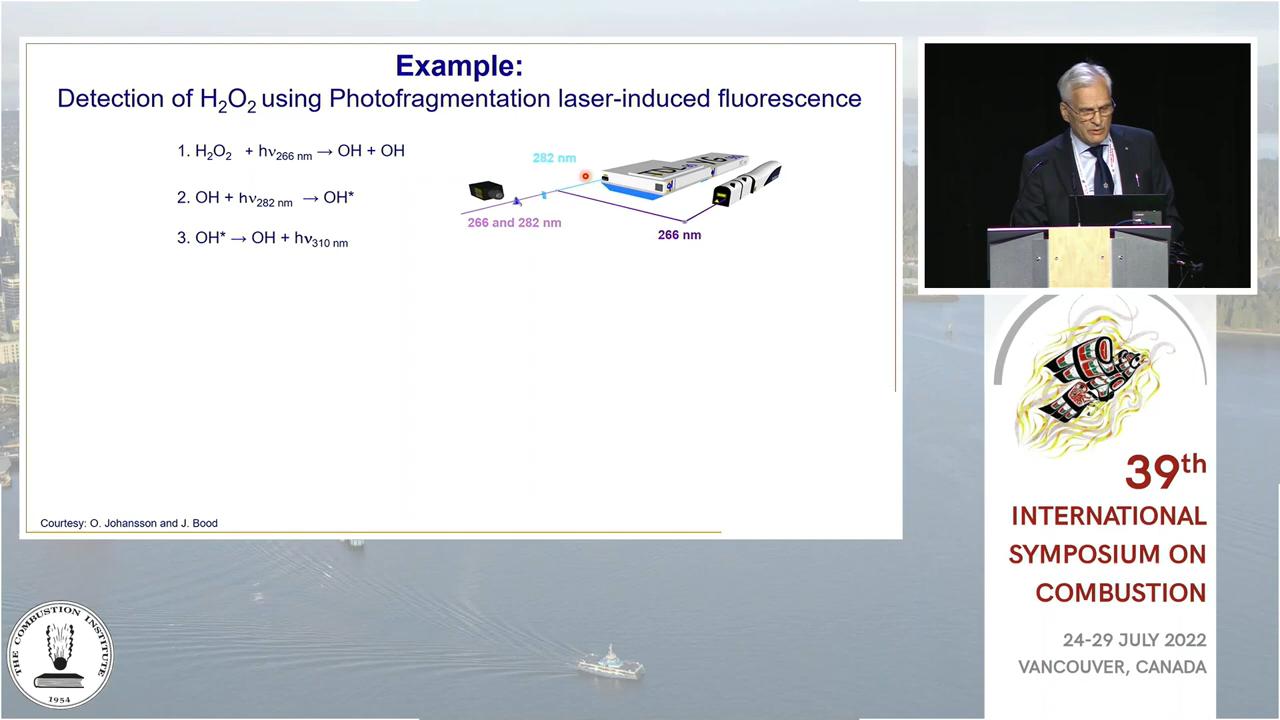 Example:
Detection of H₂O₂ using Photofragmentation laser-induced fluorescence
1. H₂O₂ + hν₂₆₆ nm → OH + OH
2. OH + hν₂₈₂ nm → OH*
3. OH* → OH + hν₃₁₀ nm
282 nm
266 and 282 nm
266 nm
Courtesy: O. Johansson and J. Bood
39th
INTERNATIONAL
SYMPOSIUM ON
COMBUSTION
24-29 JULY 2022
VANCOUVER, CANADA
THE COMBUSTION INSTITUTE
1954